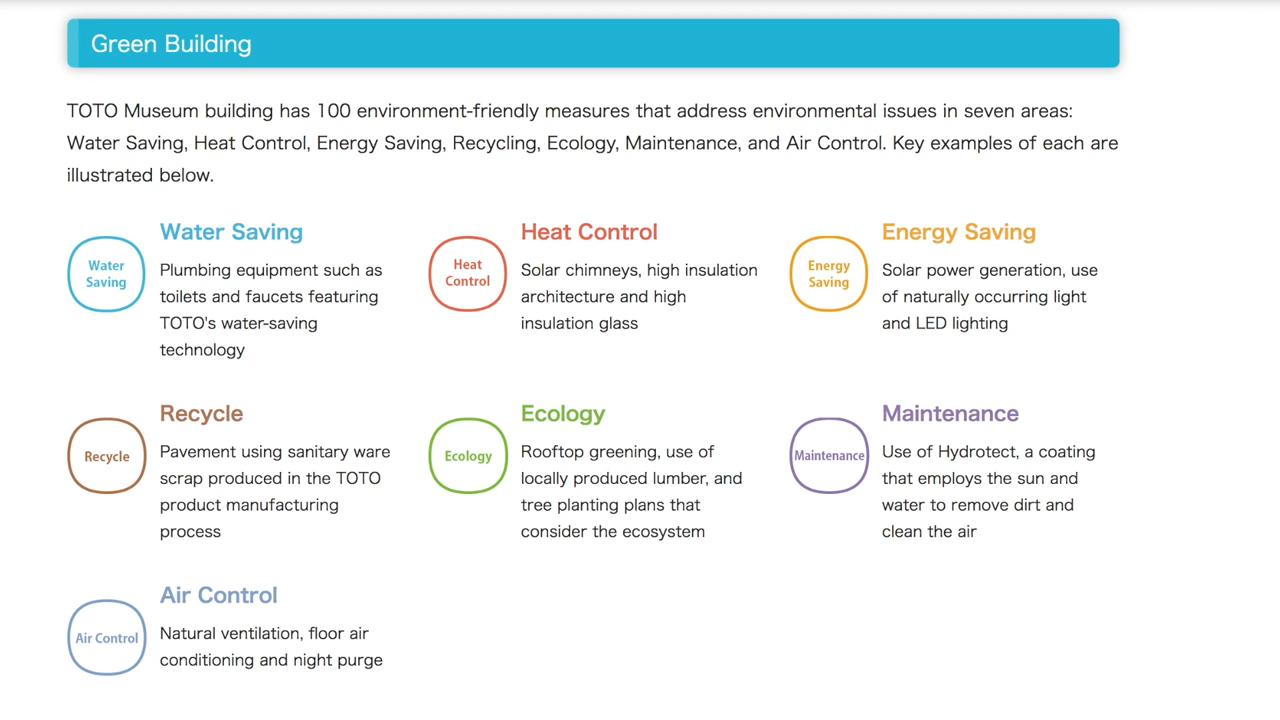 Green Building
TOTO Museum building has 100 environment-friendly measures that address environmental issues in seven areas:
Water Saving, Heat Control, Energy Saving, Recycling, Ecology, Maintenance, and Air Control. Key examples of each are
illustrated below.
Water
Saving
Water Saving
Plumbing equipment such as
toilets and faucets featuring
TOTO's water-saving
technology
Heat
Control
Heat Control
Solar chimneys, high insulation
architecture and high
insulation glass
Energy
Saving
Energy Saving
Solar power generation, use
of naturally occurring light
and LED lighting
Recycle
Recycle
Pavement using sanitary ware
scrap produced in the TOTO
product manufacturing
process
Ecology
Ecology
Rooftop greening, use of
locally produced lumber, and
tree planting plans that
consider the ecosystem
Maintenance
Maintenance
Use of Hydrotect, a coating
that employs the sun and
water to remove dirt and
clean the air
Air Control
Air Control
Natural ventilation, floor air
conditioning and night purge